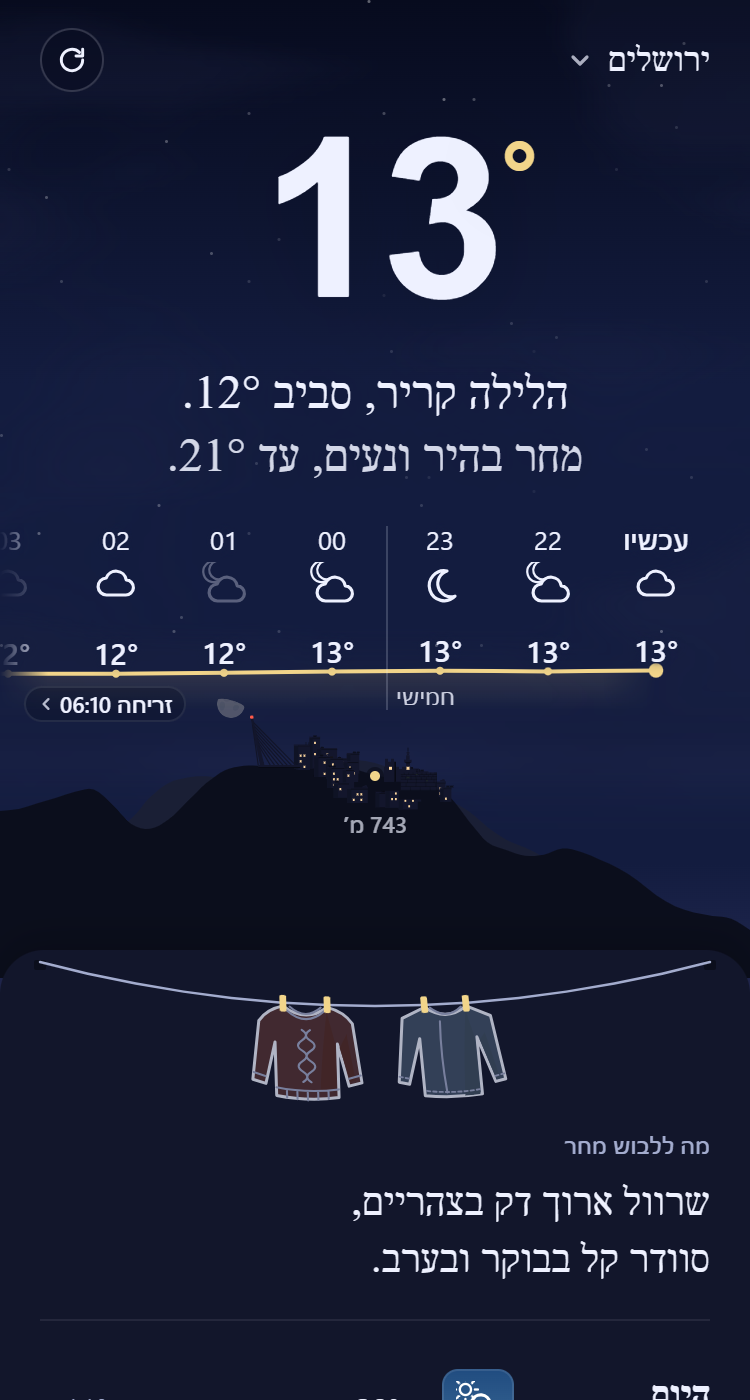 ירושלים
13°
הלילה קריר, סביב 12°.
מחר בהיר ונעים, עד 21°.
עכשיו 22 23 00 01 02 03
13° 13° 13° 13° 12° 12°
חמישי
זריחה 06:10
743 מ׳
מה ללבוש מחר
שרוול ארוך דק בצהריים,
סוודר קל בבוקר ובערב.
היום